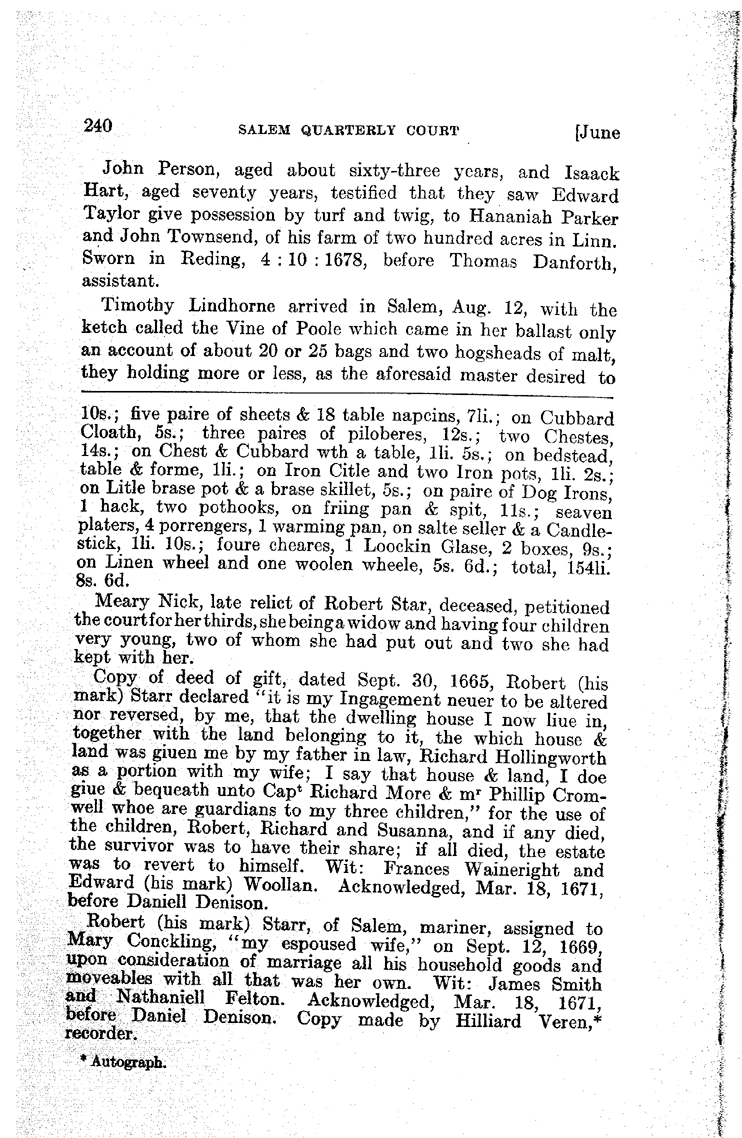 240 SALEM QUARTERLY COURT [June
John Person, aged about sixty-three years, and Isaack
Hart, aged seventy years, testified that they saw Edward
Taylor give possession by turf and twig, to Hananiah Parker
and John Townsend, of his farm of two hundred acres in Linn.
Sworn in Reding, 4 : 10 : 1678, before Thomas Danforth,
assistant.
Timothy Lindhorne arrived in Salem, Aug. 12, with the
ketch called the Vine of Poole which came in her ballast only
an account of about 20 or 25 bags and two hogsheads of malt,
they holding more or less, as the aforesaid master desired to
10s.; five paire of sheets & 18 table napcins, 7li.; on Cubbard
Cloath, 5s.; three paires of piloberes, 12s.; two Chestes,
14s.; on Chest & Cubbard wth a table, 1li. 5s.; on bedstead,
table & forme, 1li.; on Iron Citle and two Iron pots, 1li. 2s.;
on Litle brase pot & a brase skillet, 5s.; on paire of Dog Irons,
1 hack, two pothooks, on friing pan & spit, 11s.; seaven
platers, 4 porrengers, 1 warming pan, on salte seller & a Candle-
stick, 1li. 10s.; foure cheares, 1 Loockin Glase, 2 boxes, 9s.;
on Linen wheel and one woolen wheele, 5s. 6d.; total, 154li.
8s. 6d.
Meary Nick, late relict of Robert Star, deceased, petitioned
the court for her thirds, she being a widow and having four children
very young, two of whom she had put out and two she had
kept with her.
Copy of deed of gift, dated Sept. 30, 1665, Robert (his
mark) Starr declared "it is my Ingagement neuer to be altered
nor reversed, by me, that the dwelling house I now liue in,
together with the land belonging to it, the which house &
land was giuen me by my father in law, Richard Hollingworth
as a portion with my wife; I say that house & land, I doe
giue & bequeath unto Capᵗ Richard More & mʳ Phillip Crom-
well whoe are guardians to my three children," for the use of
the children, Robert, Richard and Susanna, and if any died,
the survivor was to have their share; if all died, the estate
was to revert to himself. Wit: Frances Waineright and
Edward (his mark) Woollan. Acknowledged, Mar. 18, 1671,
before Daniell Denison.
Robert (his mark) Starr, of Salem, mariner, assigned to
Mary Conckling, "my espoused wife," on Sept. 12, 1669,
upon consideration of marriage all his household goods and
moveables with all that was her own. Wit: James Smith
and Nathaniell Felton. Acknowledged, Mar. 18, 1671,
before Daniel Denison. Copy made by Hilliard Veren,*
recorder.
* Autograph.